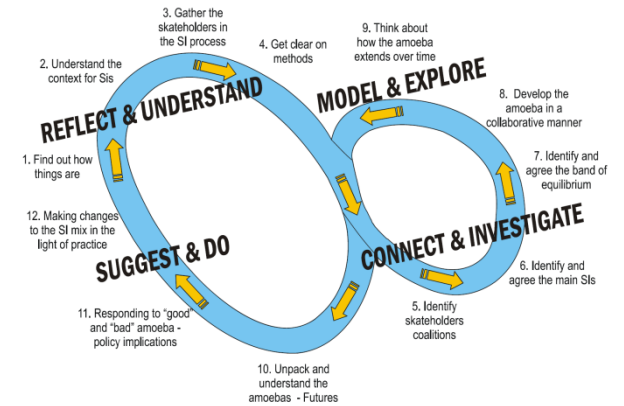 3. Gather the
skateholders in
the SI process
4. Get clear on
methods
9. Think about
how the amoeba
extends over time
2. Understand the
context for Sis
REFLECT & UNDERSTAND
MODEL & EXPLORE
8. Develop the
amoeba in a
collaborative manner
1. Find out how
things are
7. Identify and
agree the band of
equilibrium
12. Making changes
to the SI mix in the
light of practice
SUGGEST & DO
CONNECT & INVESTIGATE
6. Identify and
agree the main SIs
11. Responding to “good”
and “bad” amoeba -
policy implications
5. Identify
skateholders
coalitions
10. Unpack and
understand the
amoebas - Futures